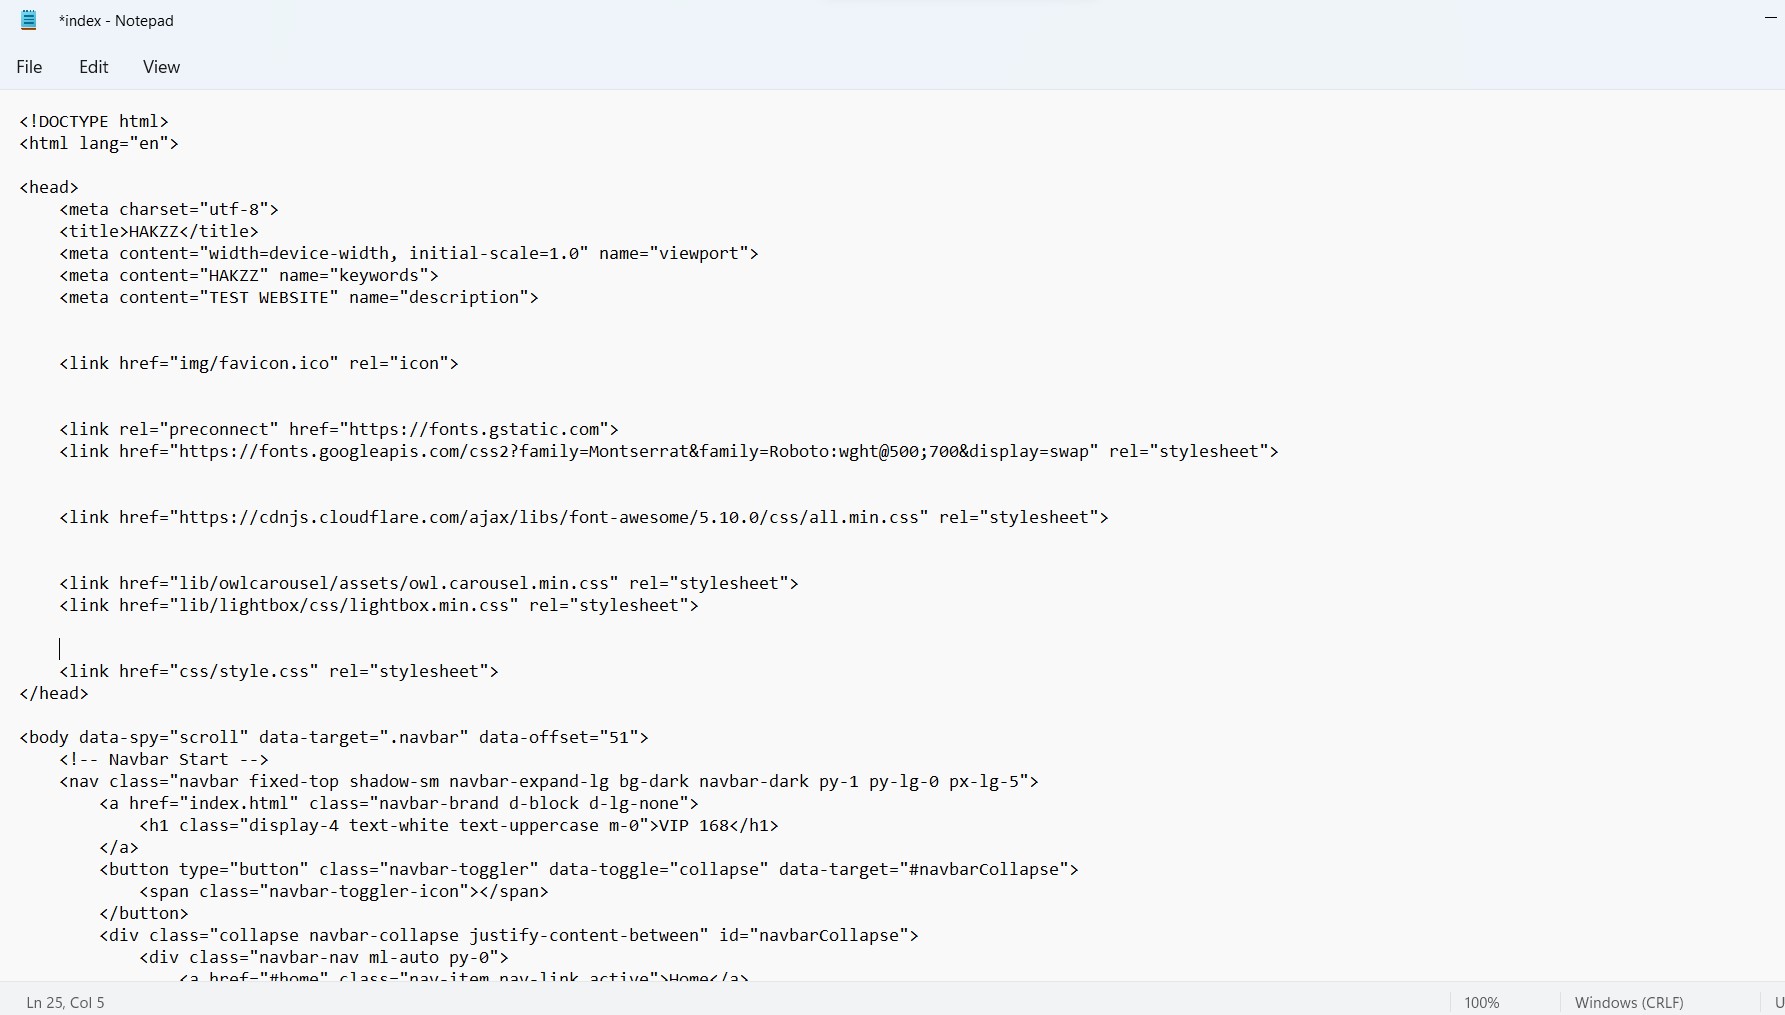 *index - Notepad
File Edit View
<!DOCTYPE html>
<html lang="en">
<head>
    <meta charset="utf-8">
    <title>HAKZZ</title>
    <meta content="width=device-width, initial-scale=1.0" name="viewport">
    <meta content="HAKZZ" name="keywords">
    <meta content="TEST WEBSITE" name="description">
    <link href="img/favicon.ico" rel="icon">
    <link rel="preconnect" href="https://fonts.gstatic.com">
    <link href="https://fonts.googleapis.com/css2?family=Montserrat&family=Roboto:wght@500;700&display=swap" rel="stylesheet">
    <link href="https://cdnjs.cloudflare.com/ajax/libs/font-awesome/5.10.0/css/all.min.css" rel="stylesheet">
    <link href="lib/owlcarousel/assets/owl.carousel.min.css" rel="stylesheet">
    <link href="lib/lightbox/css/lightbox.min.css" rel="stylesheet">
    <link href="css/style.css" rel="stylesheet">
</head>
<body data-spy="scroll" data-target=".navbar" data-offset="51">
    <!-- Navbar Start -->
    <nav class="navbar fixed-top shadow-sm navbar-expand-lg bg-dark navbar-dark py-1 py-lg-0 px-lg-5">
        <a href="index.html" class="navbar-brand d-block d-lg-none">
            <h1 class="display-4 text-white text-uppercase m-0">VIP 168</h1>
        </a>
        <button type="button" class="navbar-toggler" data-toggle="collapse" data-target="#navbarCollapse">
            <span class="navbar-toggler-icon"></span>
        </button>
        <div class="collapse navbar-collapse justify-content-between" id="navbarCollapse">
            <div class="navbar-nav ml-auto py-0">
                <a href="#home" class="nav-item nav-link active">Home</a>
Ln 25, Col 5 100% Windows (CRLF) U